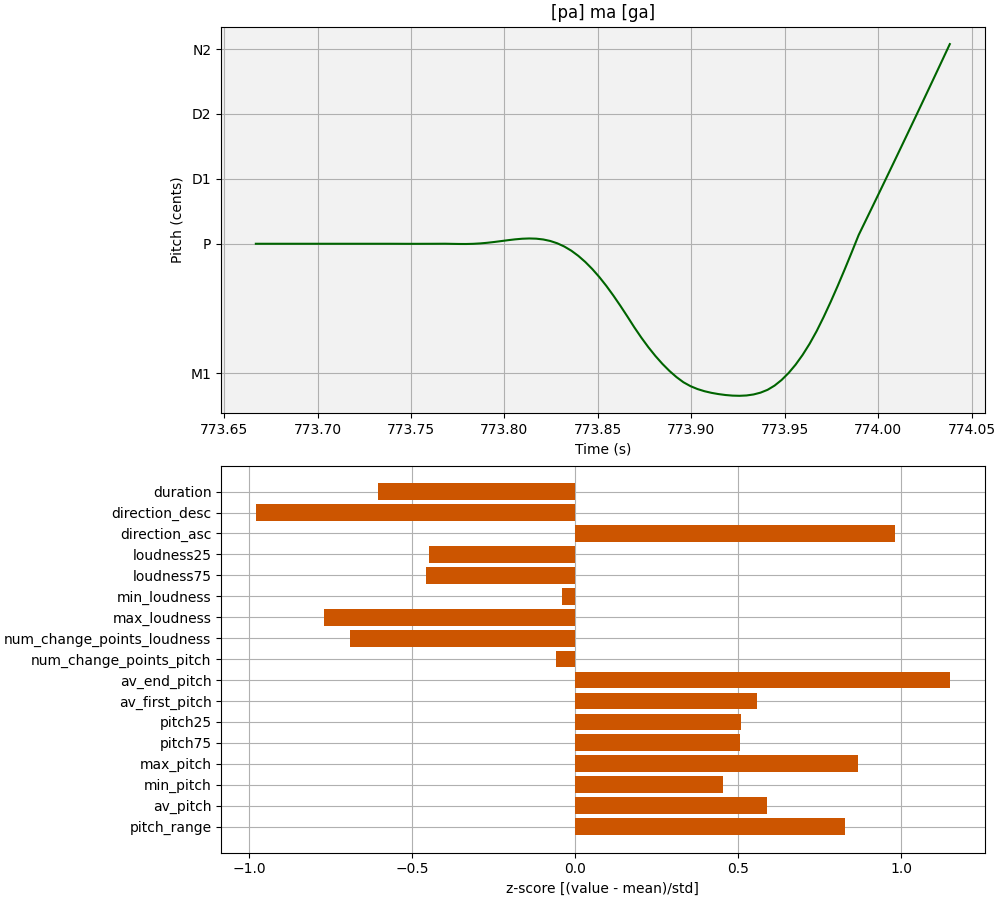 [pa] ma [ga]
N2
D2
D1
P
M1
Pitch (cents)
773.65 773.70 773.75 773.80 773.85 773.90 773.95 774.00 774.05
Time (s)
duration
direction_desc
direction_asc
loudness25
loudness75
min_loudness
max_loudness
num_change_points_loudness
num_change_points_pitch
av_end_pitch
av_first_pitch
pitch25
pitch75
max_pitch
min_pitch
av_pitch
pitch_range
−1.0 −0.5 0.0 0.5 1.0
z-score [(value - mean)/std]